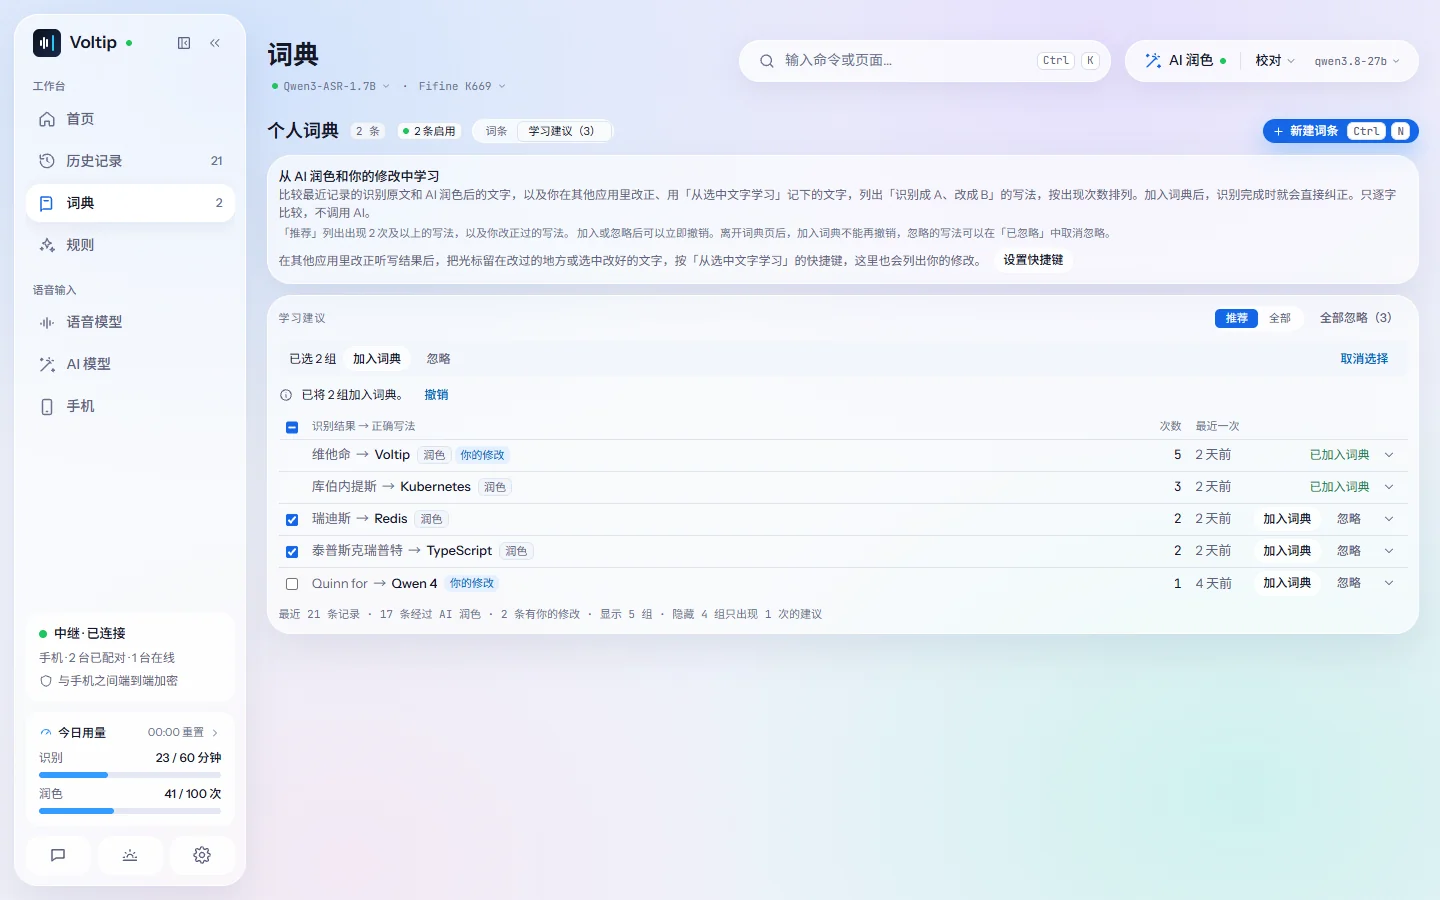 Voltip
工作台
首页
历史记录 21
词典 2
规则
语音输入
语音模型
AI 模型
手机
中继·已连接
手机·2 台已配对·1 台在线
与手机之间端到端加密
今日用量 00:00 重置
识别 23 / 60 分钟
润色 41 / 100 次
词典
Qwen3-ASR-1.7B · Fifine K669
输入命令或页面... Ctrl K
AI 润色 校对 qwen3.8-27b
个人词典 2 条 2 条启用 词条 学习建议（3）
新建词条 Ctrl N
从 AI 润色和你的修改中学习
比较最近记录的识别原文和 AI 润色后的文字，以及你在其他应用里改正、用「从选中文字学习」记下的文字，列出「识别成 A、改成 B」的写法，按出现次数排列。加入词典后，识别完成时就会直接纠正。只逐字
比较，不调用 AI。
「推荐」列出出现 2 次及以上的写法，以及你改正过的写法。 加入或忽略后可以立即撤销。离开词典页后，加入词典不能再撤销，忽略的写法可以在「已忽略」中取消忽略。
在其他应用里改正听写结果后，把光标留在改过的地方或选中改好的文字，按「从选中文字学习」的快捷键，这里也会列出你的修改。 设置快捷键
学习建议 推荐 全部 全部忽略（3）
已选 2 组 加入词典 忽略 取消选择
已将 2 组加入词典。 撤销
识别结果 → 正确写法 次数 最近一次
维他命 → Voltip 润色 你的修改 5 2 天前 已加入词典
库伯内提斯 → Kubernetes 润色 3 2 天前 已加入词典
瑞迪斯 → Redis 润色 2 2 天前 加入词典 忽略
泰普斯克瑞普特 → TypeScript 润色 2 2 天前 加入词典 忽略
Quinn for → Qwen 4 你的修改 1 4 天前 加入词典 忽略
最近 21 条记录 · 17 条经过 AI 润色 · 2 条有你的修改 · 显示 5 组 · 隐藏 4 组只出现 1 次的建议